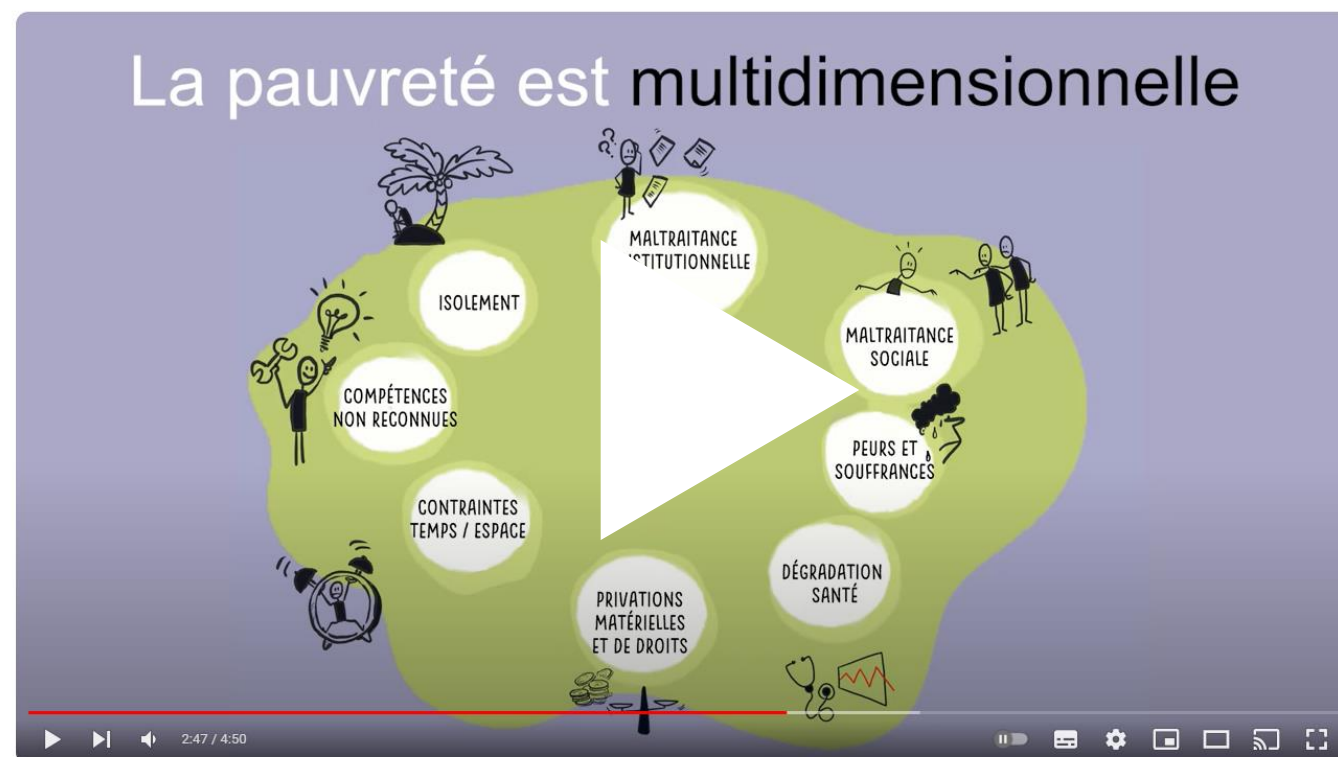 La pauvreté est multidimensionnelle
? ? ?
MALTRAITANCE
STITUTIONNELLE
ISOLEMENT
MALTRAITANCE
SOCIALE
COMPÉTENCES
NON RECONNUES
PEURS ET
SOUFFRANCES
CONTRAINTES
TEMPS / ESPACE
DÉGRADATION
SANTÉ
PRIVATIONS
MATÉRIELLES
ET DE DROITS
2:47 / 4:50